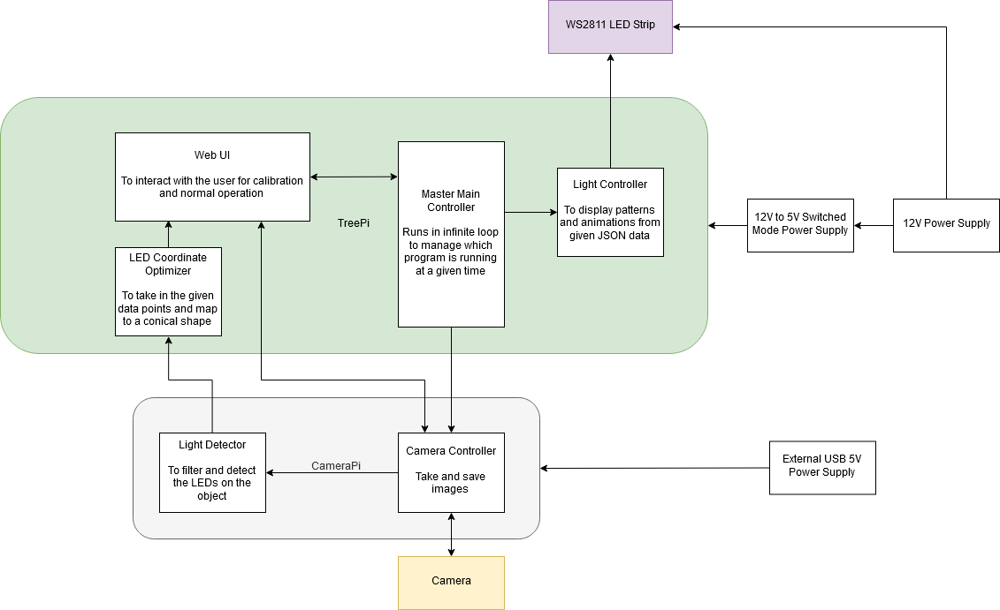 WS2811 LED Strip
Web UI
To interact with the user for calibration
and normal operation
TreePi
Master Main
Controller
Runs in infinite loop
to manage which
program is running
at a given time
Light Controller
To display patterns
and animations from
given JSON data
12V to 5V Switched
Mode Power Supply
12V Power Supply
LED Coordinate
Optimizer
To take in the given
data points and map
to a conical shape
Light Detector
To filter and detect
the LEDs on the
object
CameraPi
Camera Controller
Take and save
images
External USB 5V
Power Supply
Camera